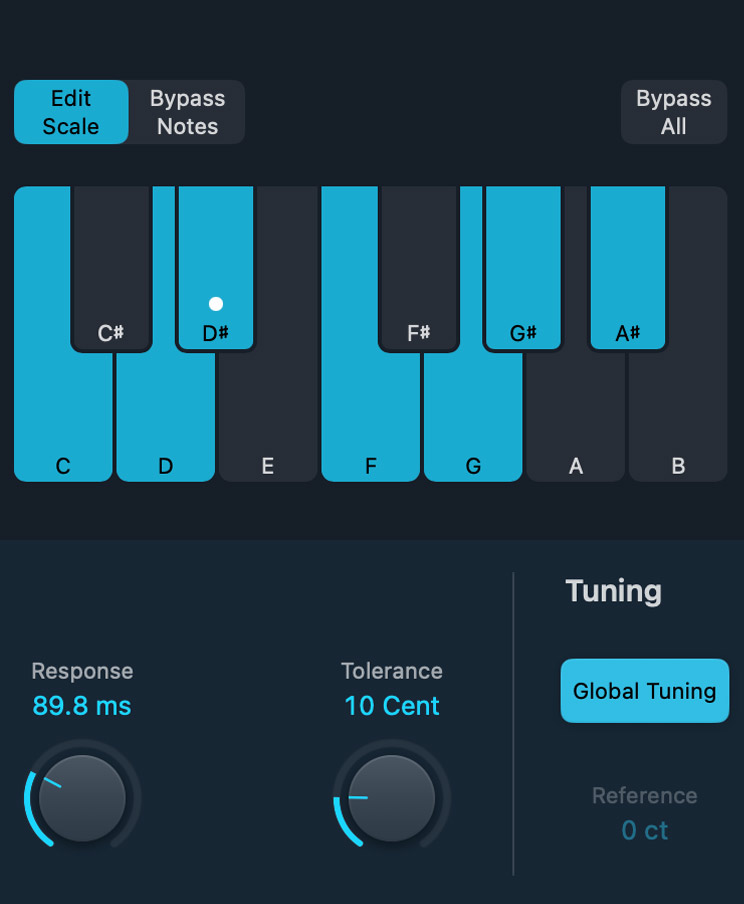 Edit
Scale
Bypass
Notes
Bypass
All
C♯
D♯
F♯
G♯
A♯
C
D
E
F
G
A
B
Response
89.8 ms
Tolerance
10 Cent
Tuning
Global Tuning
Reference
0 ct